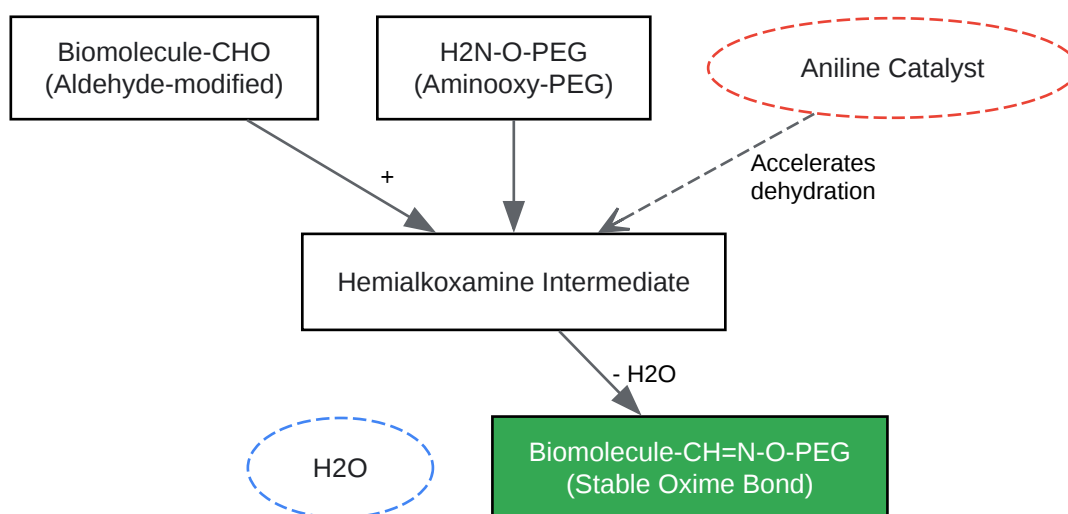 Biomolecule-CHO
(Aldehyde-modified)
H2N-O-PEG
(Aminooxy-PEG)
Aniline Catalyst
+
Accelerates
dehydration
Hemialkoxamine Intermediate
- H2O
H2O
Biomolecule-CH=N-O-PEG
(Stable Oxime Bond)